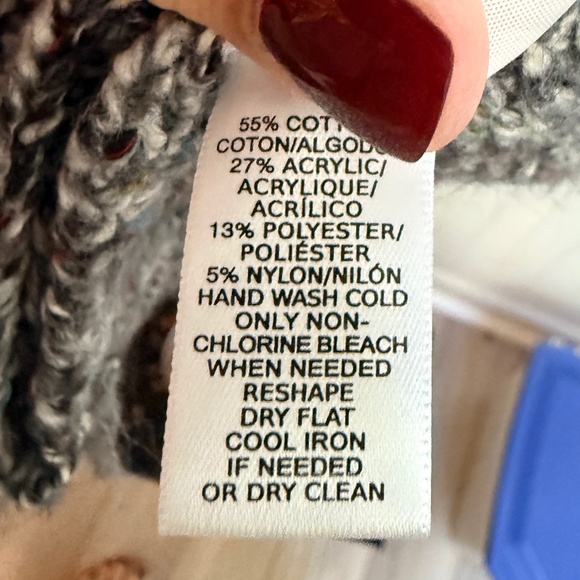 55% COTT
COTON/ALGODO
27% ACRYLIC/
ACRYLIQUE/
ACRÍLICO
13% POLYESTER/
POLIÉSTER
5% NYLON/NILÓN
HAND WASH COLD
ONLY NON-
CHLORINE BLEACH
WHEN NEEDED
RESHAPE
DRY FLAT
COOL IRON
IF NEEDED
OR DRY CLEAN